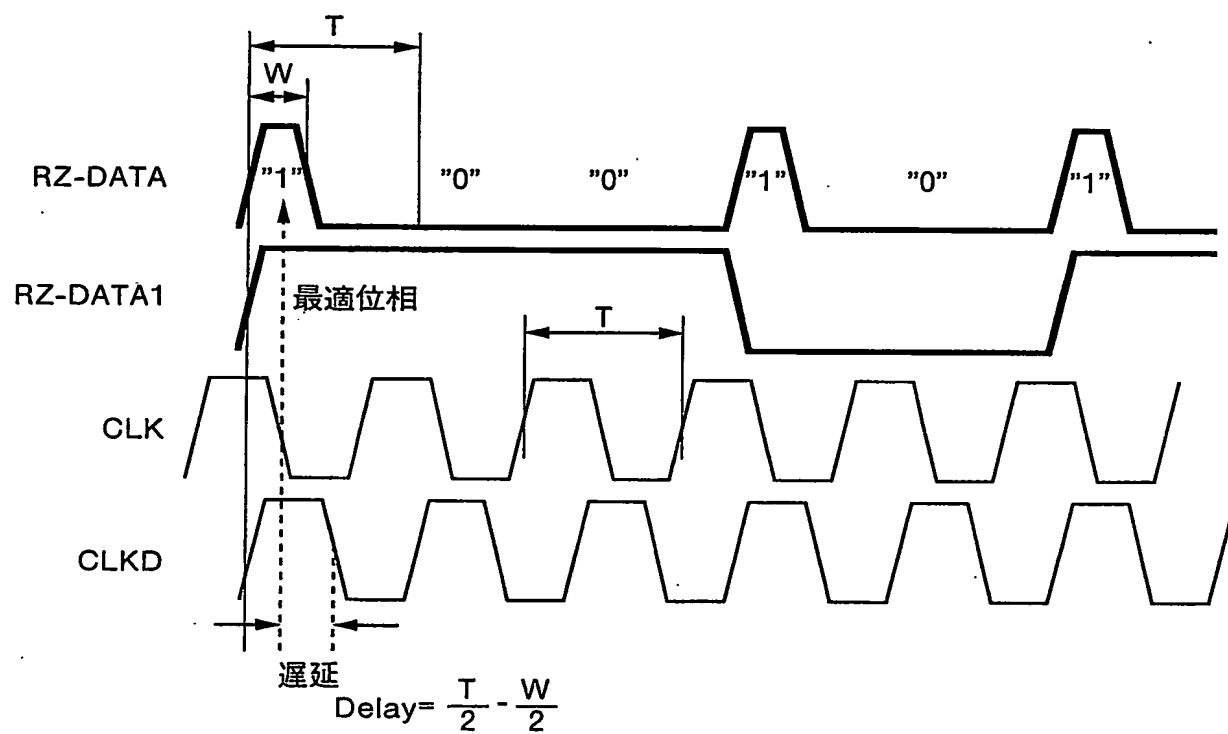 T
W
RZ-DATA "1" "0" "0" "1" "0" "1"
RZ-DATA1
最適位相
T
CLK
CLKD
遅延
Delay= T/2 - W/2